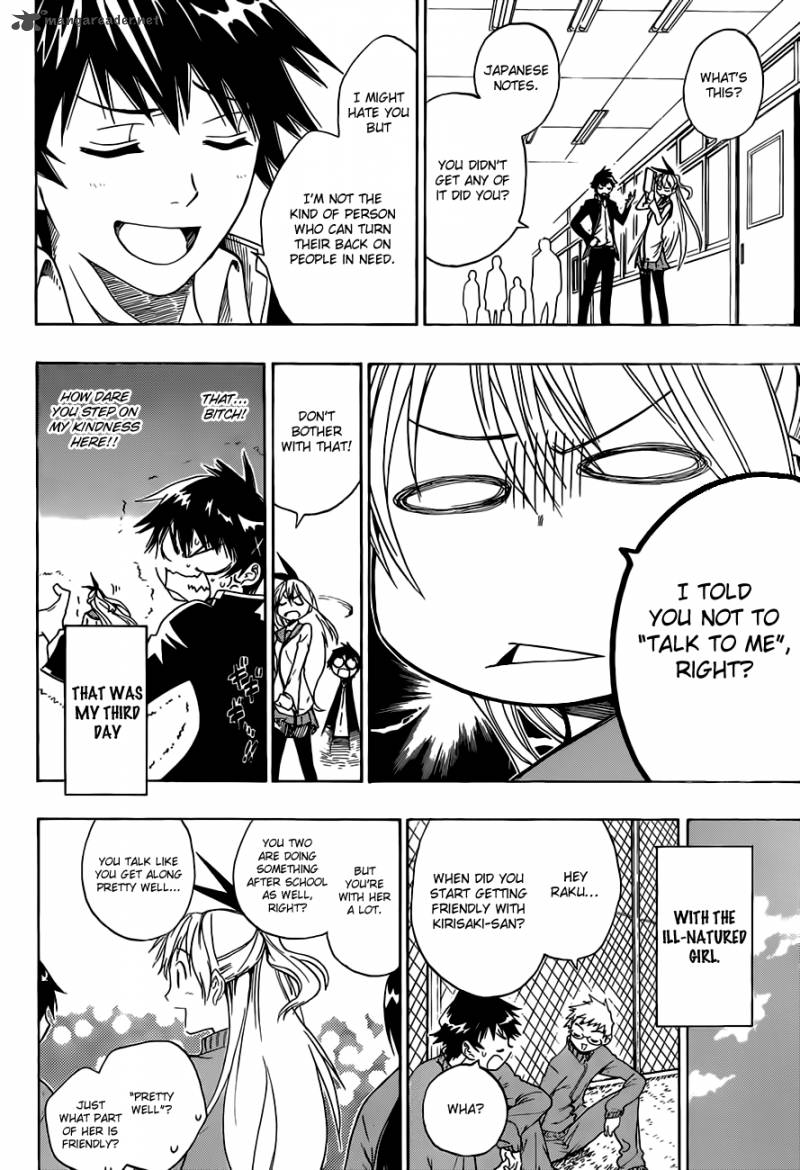 mangareader.net
WHAT'S
THIS?
JAPANESE
NOTES.
YOU DIDN'T
GET ANY OF
IT DID YOU?
I MIGHT
HATE YOU
BUT
I'M NOT THE
KIND OF PERSON
WHO CAN TURN
THEIR BACK ON
PEOPLE IN NEED.
I TOLD
YOU NOT TO
"TALK TO ME",
RIGHT?
DON'T
BOTHER
WITH THAT!
THAT...
BITCH!
HOW DARE
YOU STEP ON
MY KINDNESS
HERE!!
THAT WAS
MY THIRD
DAY
WITH THE
ILL-NATURED
GIRL.
HEY
RAKU...
WHEN DID YOU
START GETTING
FRIENDLY WITH
KIRISAKI-SAN?
WHA?
BUT
YOU'RE
WITH HER
A LOT.
YOU TWO
ARE DOING
SOMETHING
AFTER SCHOOL
AS WELL,
RIGHT?
YOU TALK LIKE
YOU GET ALONG
PRETTY WELL...
"PRETTY
WELL"?
JUST
WHAT PART
OF HER IS
FRIENDLY?